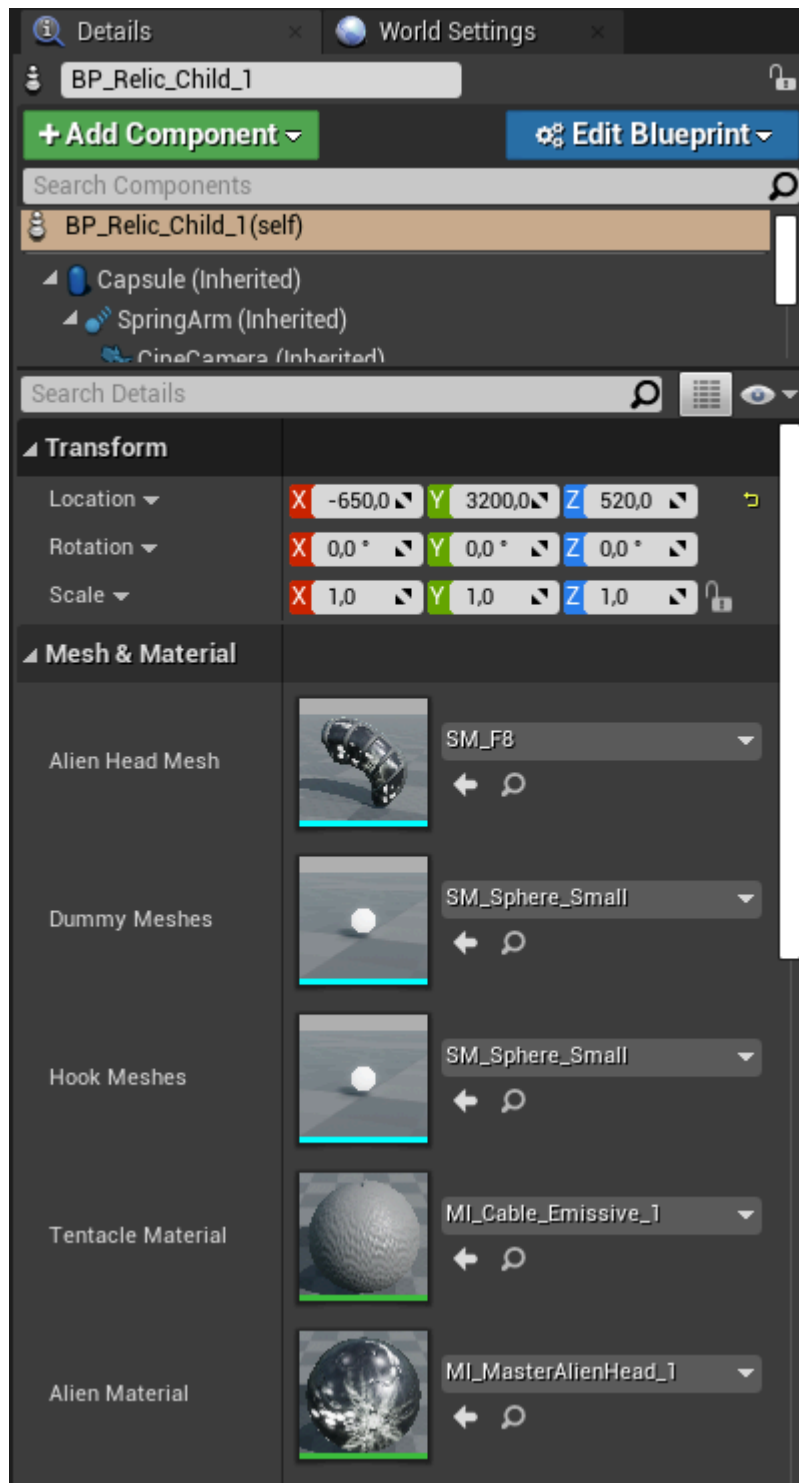 Details
World Settings
BP_Relic_Child_1
+ Add Component
Edit Blueprint
Search Components
BP_Relic_Child_1(self)
Capsule (Inherited)
SpringArm (Inherited)
CineCamera (Inherited)
Search Details
Transform
Location X -650,0 Y 3200,0 Z 520,0
Rotation X 0,0 ° Y 0,0 ° Z 0,0 °
Scale X 1,0 Y 1,0 Z 1,0
Mesh & Material
Alien Head Mesh SM_F8
Dummy Meshes SM_Sphere_Small
Hook Meshes SM_Sphere_Small
Tentacle Material MI_Cable_Emissive_1
Alien Material MI_MasterAlienHead_1